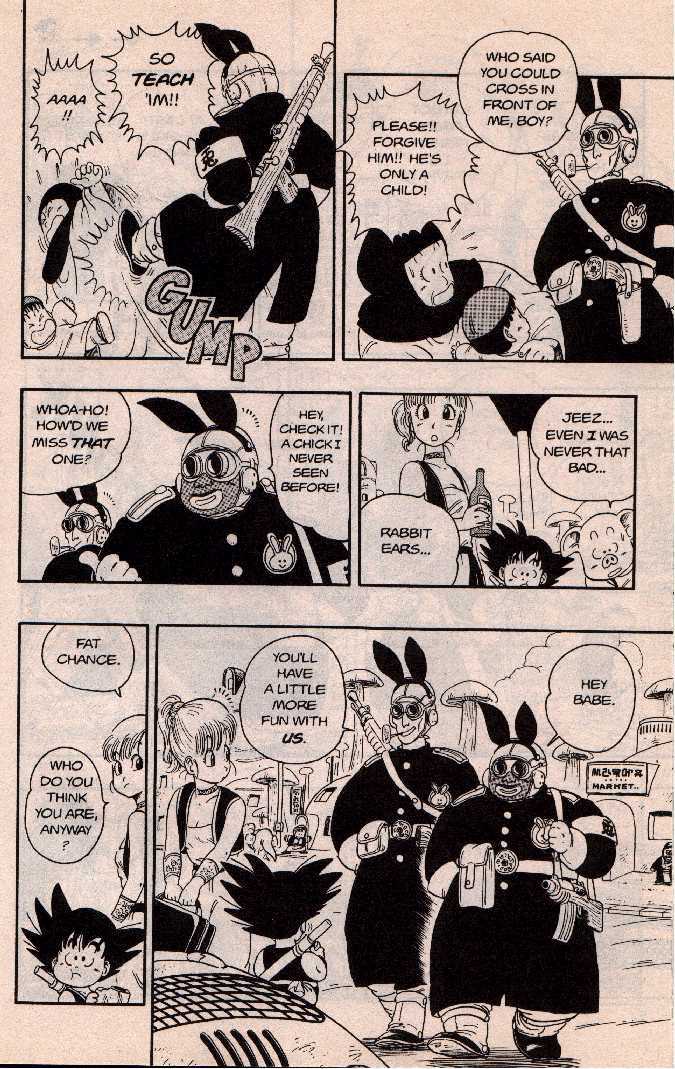 WHO SAID
YOU COULD
CROSS IN
FRONT OF
ME, BOY?
PLEASE!!
FORGIVE
HIM!! HE'S
ONLY A
CHILD!
SO
TEACH
'IM!!
兎
AAAA
!!
GUMP
JEEZ...
EVEN I WAS
NEVER THAT
BAD...
RABBIT
EARS...
HEY,
CHECK IT!
A CHICK I
NEVER
SEEN
BEFORE!
WHOA-HO!
HOW'D WE
MISS THAT
ONE?
HEY
BABE.
YOU'LL
HAVE
A LITTLE
MORE
FUN WITH
US.
MARKET..
FAT
CHANCE.
WHO
DO YOU
THINK
YOU ARE,
ANYWAY
?